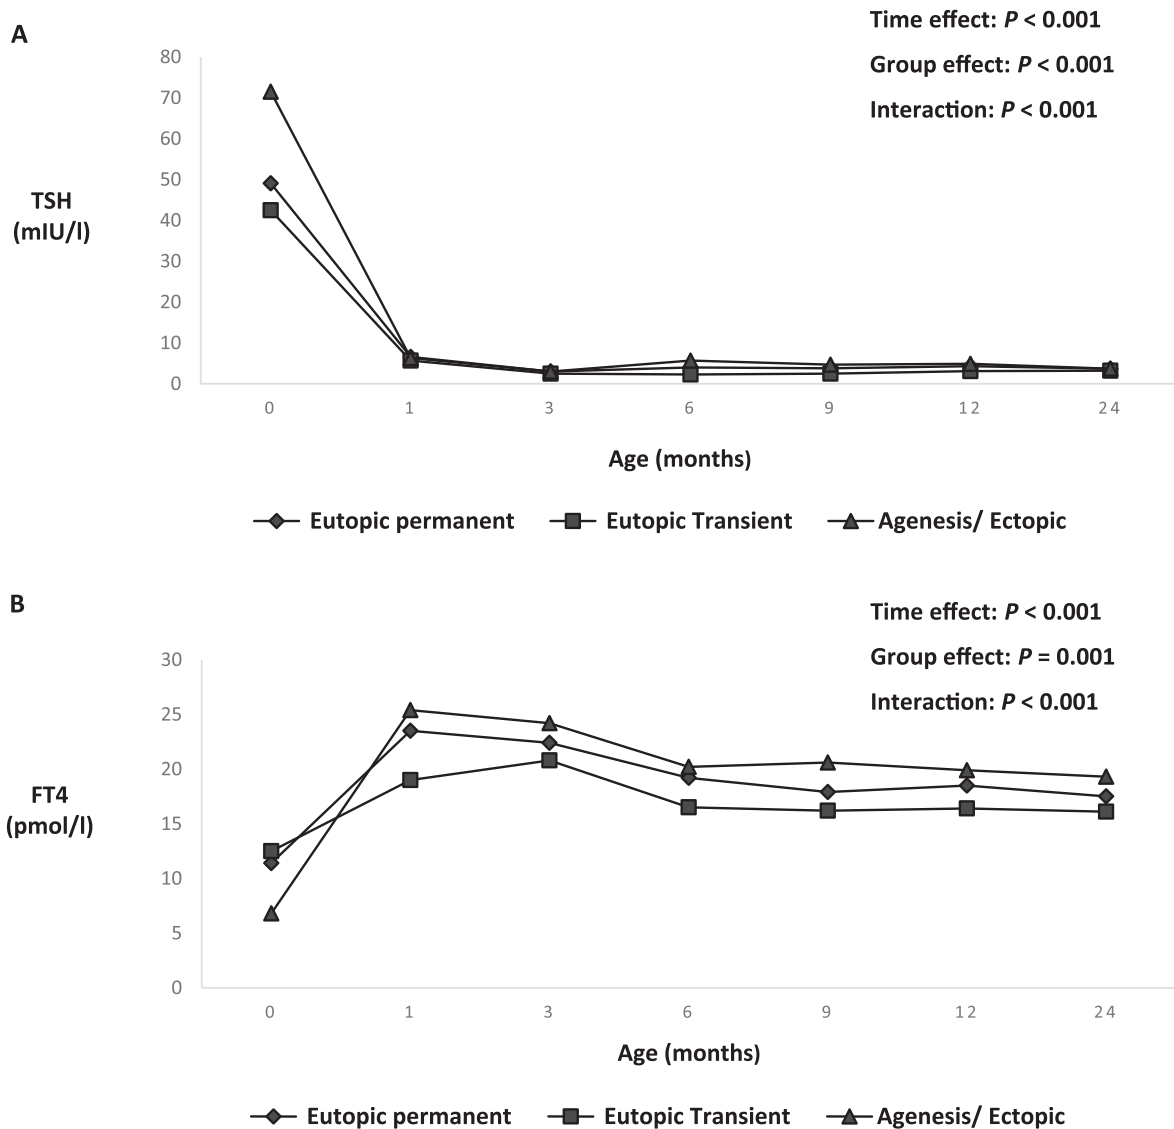 A
Time effect: P < 0.001
Group effect: P < 0.001
Interaction: P < 0.001
80
70
60
50
40
30
20
10
0
TSH
(mIU/l)
0 1 3 6 9 12 24
Age (months)
Eutopic permanent Eutopic Transient Agenesis/ Ectopic
B
Time effect: P < 0.001
Group effect: P = 0.001
Interaction: P < 0.001
30
25
20
15
10
5
0
FT4
(pmol/l)
0 1 3 6 9 12 24
Age (months)
Eutopic permanent Eutopic Transient Agenesis/ Ectopic